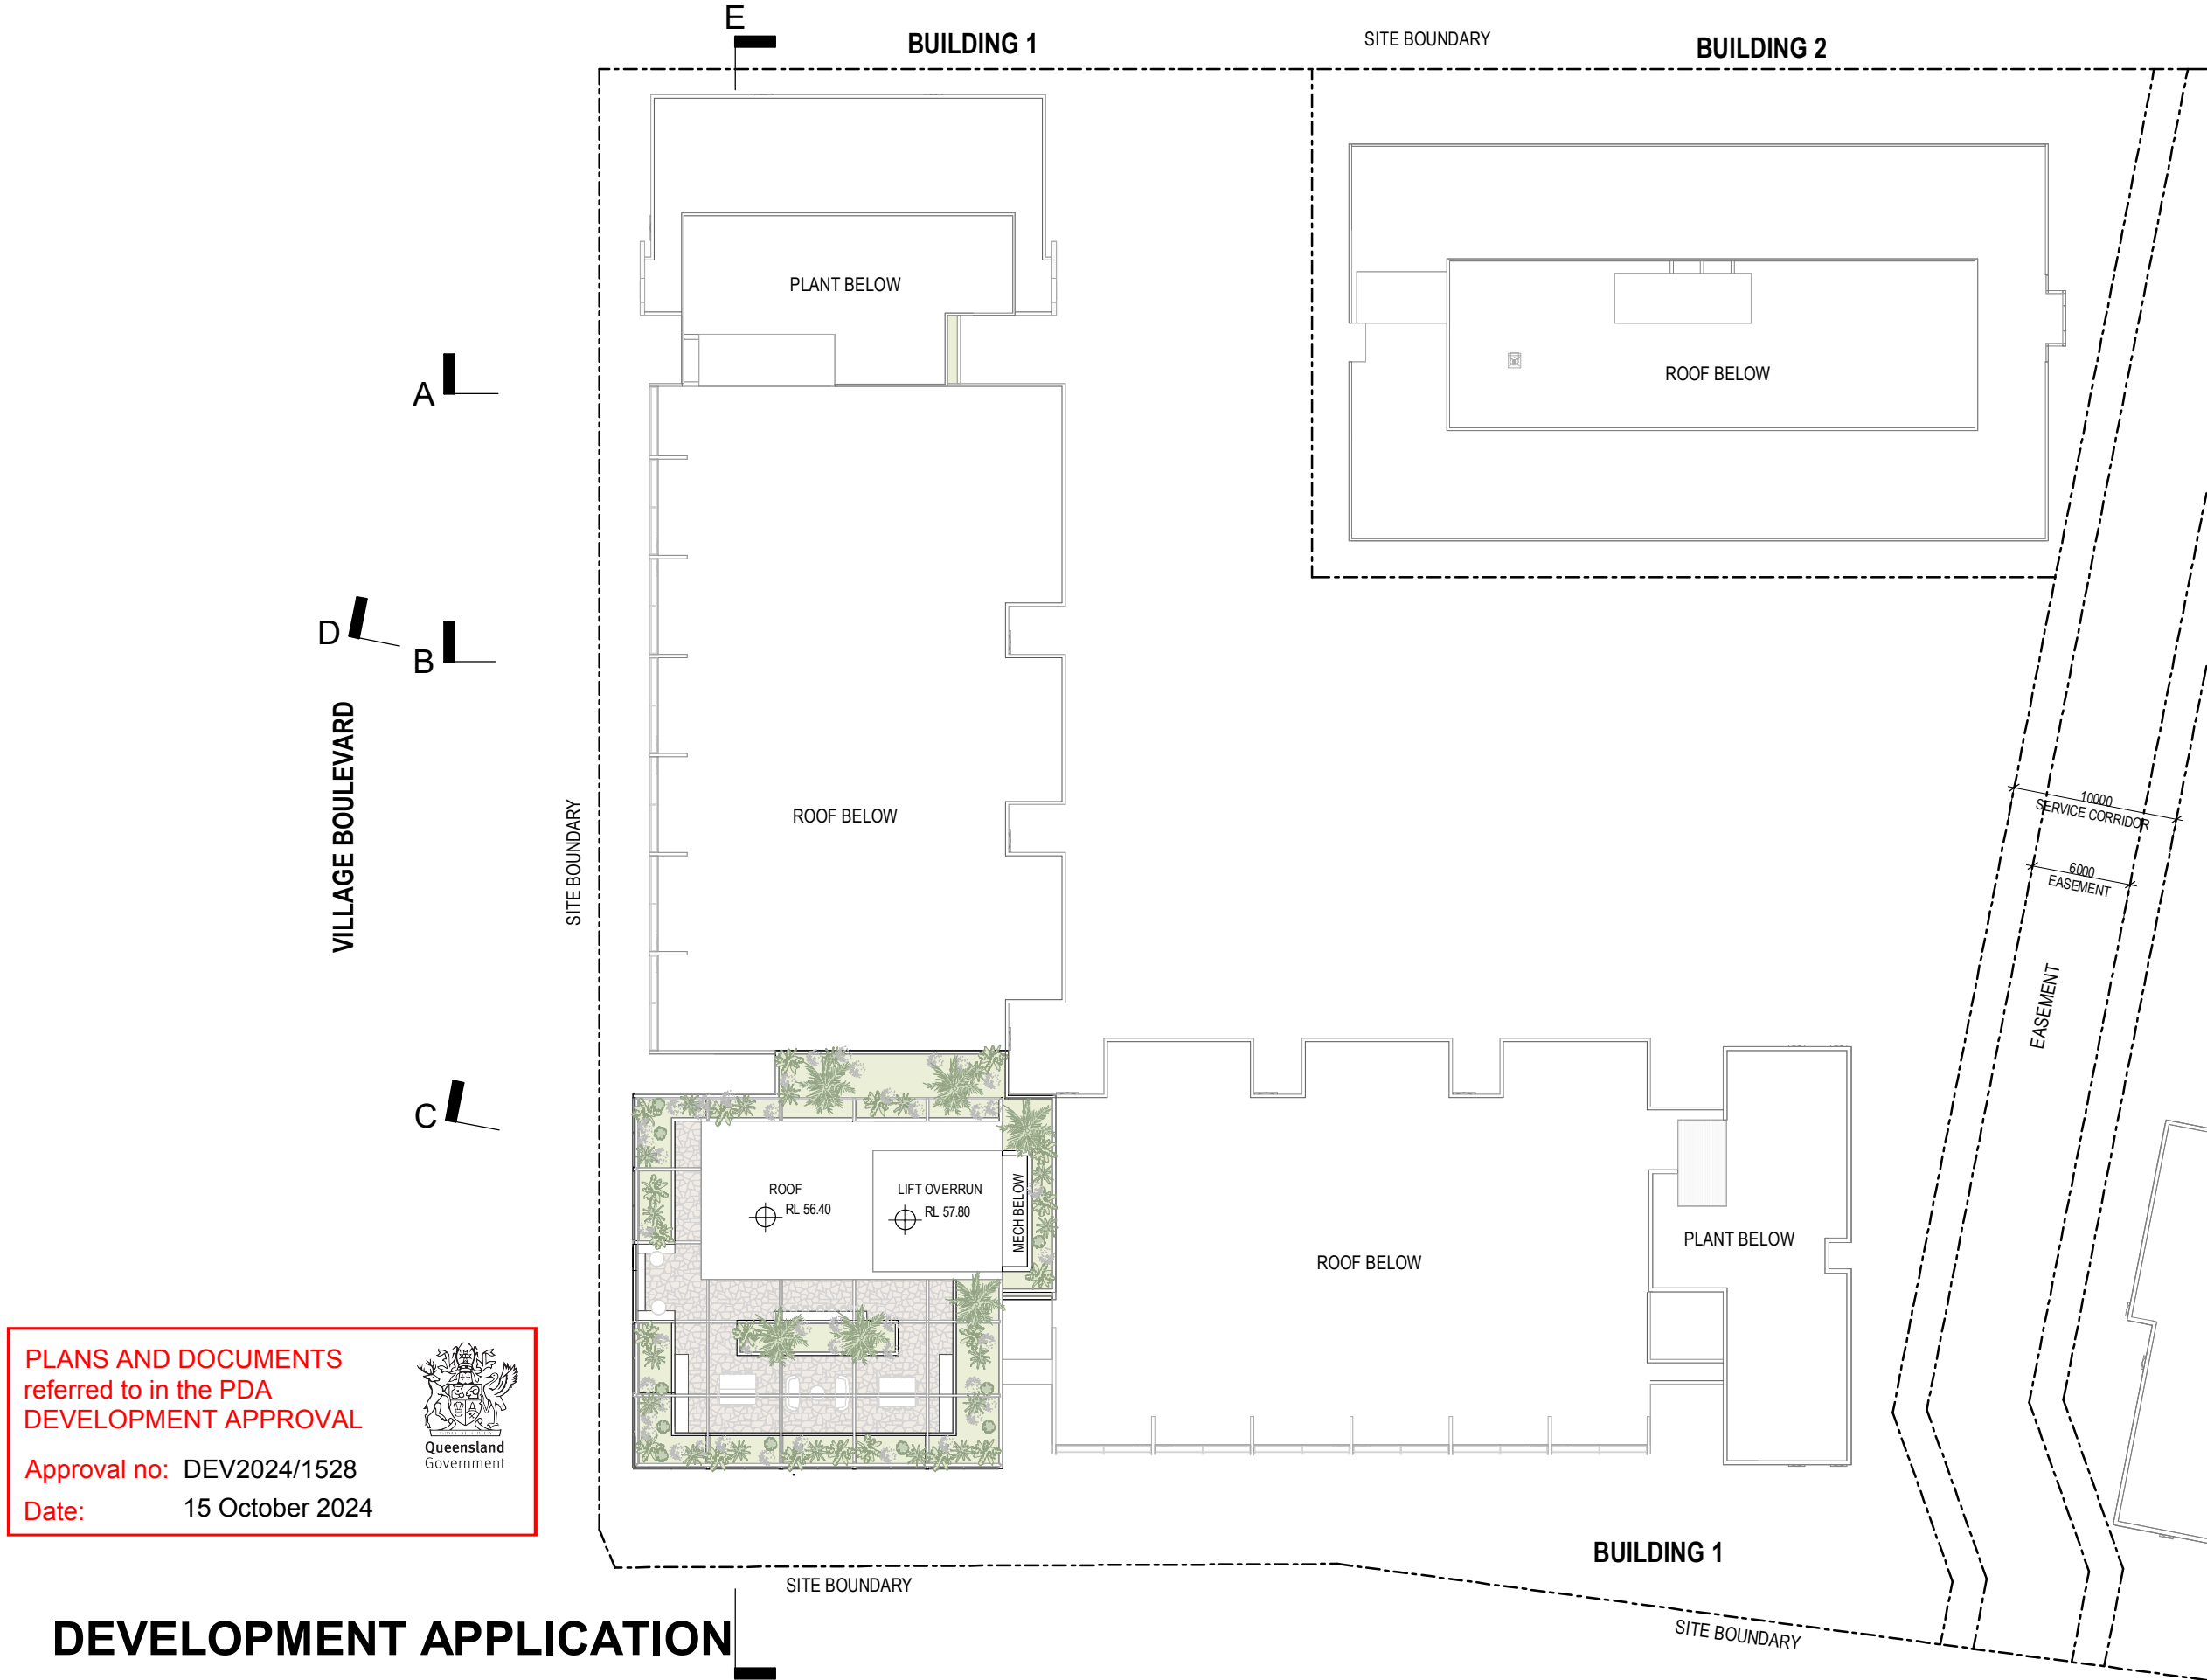 E
BUILDING 1
SITE BOUNDARY
BUILDING 2
PLANT BELOW
ROOF BELOW
A
D
B
VILLAGE BOULEVARD
SITE BOUNDARY
ROOF BELOW
10000
SERVICE CORRIDOR
6000
EASEMENT
EASEMENT
C
ROOF
RL 56.40
LIFT OVERRUN
RL 57.80
MECH BELOW
ROOF BELOW
PLANT BELOW
PLANS AND DOCUMENTS
referred to in the PDA
DEVELOPMENT APPROVAL
Queensland
Government
Approval no: DEV2024/1528
Date: 15 October 2024
BUILDING 1
SITE BOUNDARY
SITE BOUNDARY
DEVELOPMENT APPLICATION